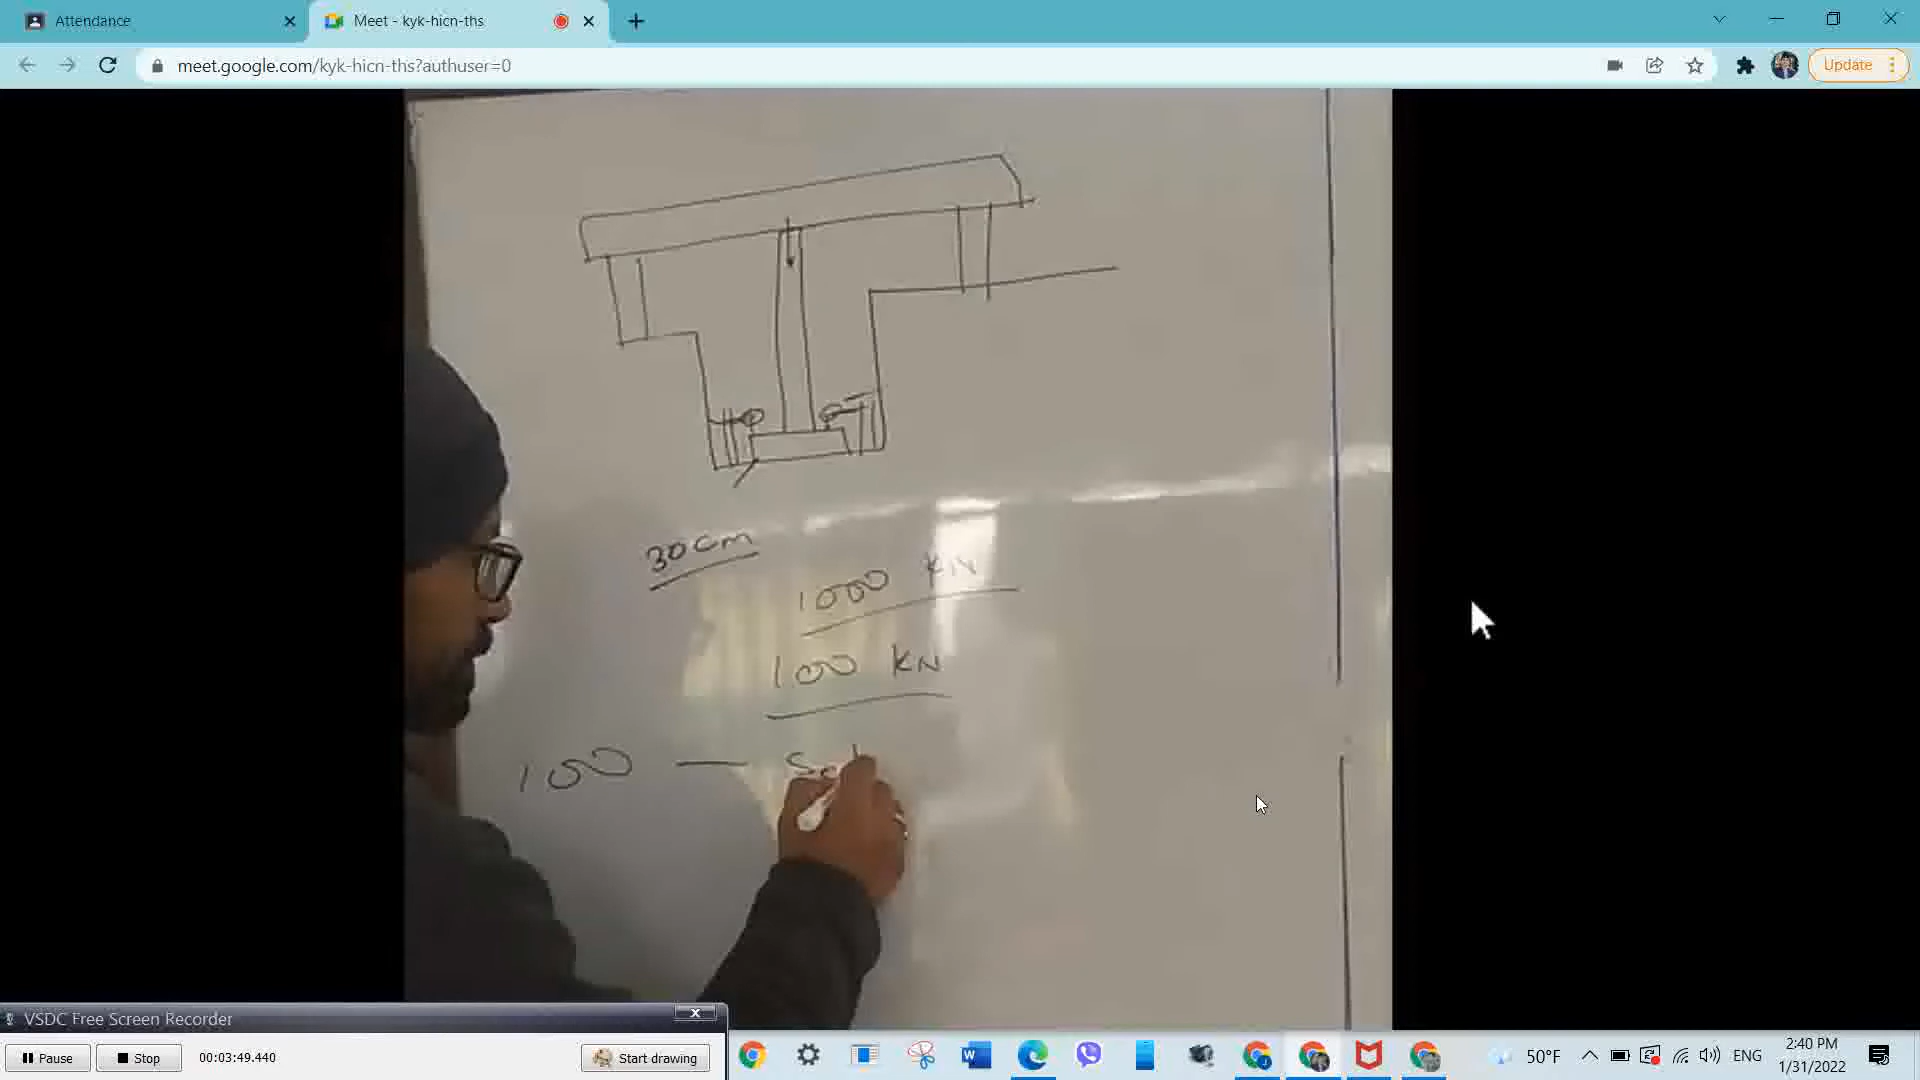 Attendance
Meet - kyk-hicn-ths
meet.google.com/kyk-hicn-ths?authuser=0
Update
30cm
1000 KN
100 KN
100 —
VSDC Free Screen Recorder
x
Pause
Stop
00:03:49.440
Start drawing
50°F
ENG
2:40 PM
1/31/2022